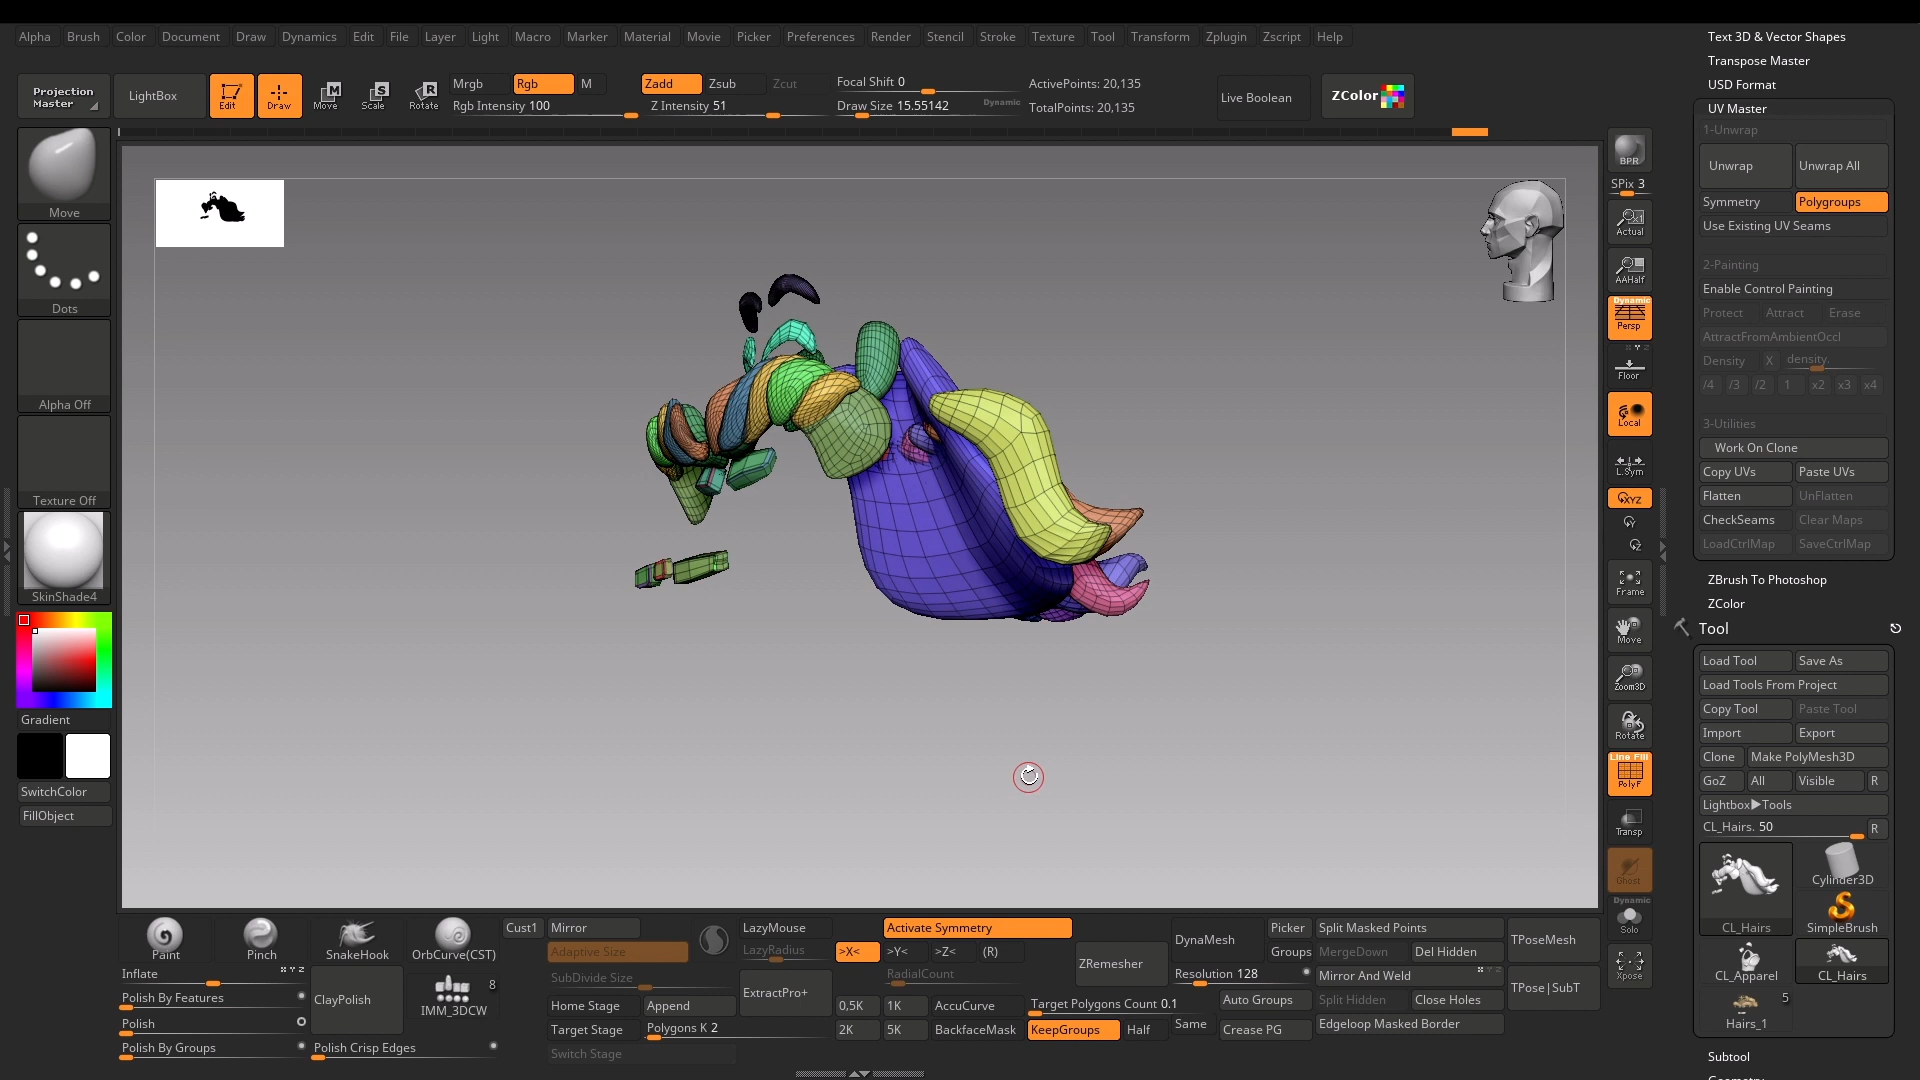 Alpha Brush Color Document Draw Dynamics Edit File Layer Light Macro Marker Material Movie Picker Preferences Render Stencil Stroke Texture Tool Transform Zplugin Zscript Help
Projection Master
LightBox
Edit
Draw
Move
Scale
Rotate
Mrgb Rgb M
Rgb Intensity 100
Zadd Zsub Zcut
Z Intensity 51
Focal Shift 0
Draw Size 15.55142 Dynamic
ActivePoints: 20,135
TotalPoints: 20,135
Live Boolean
ZColor
Move
Dots
Alpha Off
Texture Off
SkinShade4
Gradient
SwitchColor
FillObject
BPR
SPix 3
Actual
AAHalf
Dynamic
Persp
Floor
Local
L.Sym
XYZ
Y
Z
Frame
Move
Zoom3D
Rotate
Line Fill
PolyF
Transp
Ghost
Dynamic
Solo
Xpose
Text 3D & Vector Shapes
Transpose Master
USD Format
UV Master
1-Unwrap
Unwrap Unwrap All
Symmetry Polygroups
Use Existing UV Seams
2-Painting
Enable Control Painting
Protect Attract Erase
AttractFromAmbientOccl
Density X density.
/4 /3 /2 1 x2 x3 x4
3-Utilities
Work On Clone
Copy UVs Paste UVs
Flatten UnFlatten
CheckSeams Clear Maps
LoadCtrlMap SaveCtrlMap
ZBrush To Photoshop
ZColor
Tool
Load Tool Save As
Load Tools From Project
Copy Tool Paste Tool
Import Export
Clone Make PolyMesh3D
GoZ All Visible R
Lightbox▶Tools
CL_Hairs. 50 R
CL_Hairs
Cylinder3D
SimpleBrush
CL_Apparel
CL_Hairs
5
Hairs_1
Subtool
Paint Pinch SnakeHook OrbCurve(CST)
Inflate x Y z
Polish By Features
Polish
Polish By Groups
ClayPolish
8
IMM_3DCW
Polish Crisp Edges
Cust1 Mirror
Adaptive Size
SubDivide Size
Home Stage Append
Target Stage Polygons K 2
Switch Stage
LazyMouse
LazyRadius
ExtractPro+
Activate Symmetry
>X< >Y< >Z< (R)
RadialCount
0,5K 1K AccuCurve
2K 5K BackfaceMask
ZRemesher
Target Polygons Count 0.1
KeepGroups Half Same
DynaMesh
Resolution 128
Auto Groups
Crease PG
Picker
Groups
Split Masked Points
MergeDown Del Hidden
Mirror And Weld
Split Hidden Close Holes
Edgeloop Masked Border
TPoseMesh
TPose|SubT